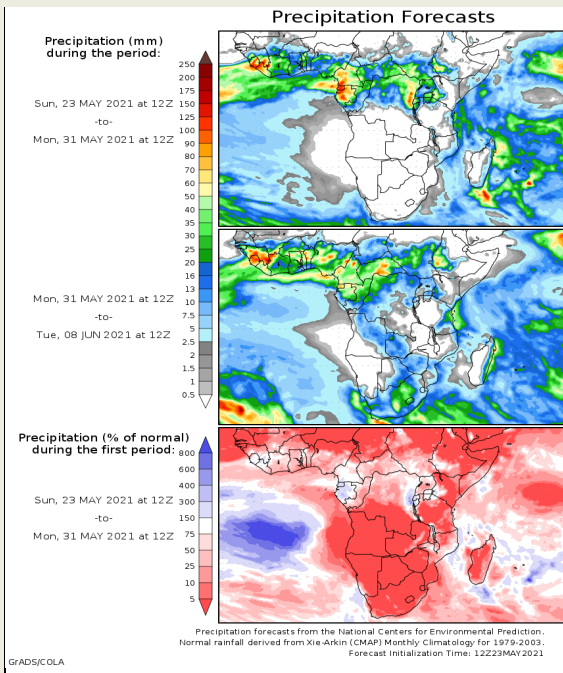 Precipitation Forecasts
Precipitation (mm)
during the period:
Sun, 23 MAY 2021 at 12Z
-to-
Mon, 31 MAY 2021 at 12Z
250
200
175
150
125
100
90
80
70
60
50
40
35
30
25
20
16
13
10
7.5
5
2.5
2
1.5
1
0.5
Mon, 31 MAY 2021 at 12Z
-to-
Tue, 08 JUN 2021 at 12Z
Precipitation (% of normal)
during the first period:
Sun, 23 MAY 2021 at 12Z
-to-
Mon, 31 MAY 2021 at 12Z
800
600
400
300
150
75
50
25
10
5
Precipitation forecasts from the National Centers for Environmental Prediction.
Normal rainfall derived from Xie-Arkin (CMAP) Monthly Climatology for 1979-2003.
Forecast Initialization Time: 12Z23MAY2021
GrADS/COLA